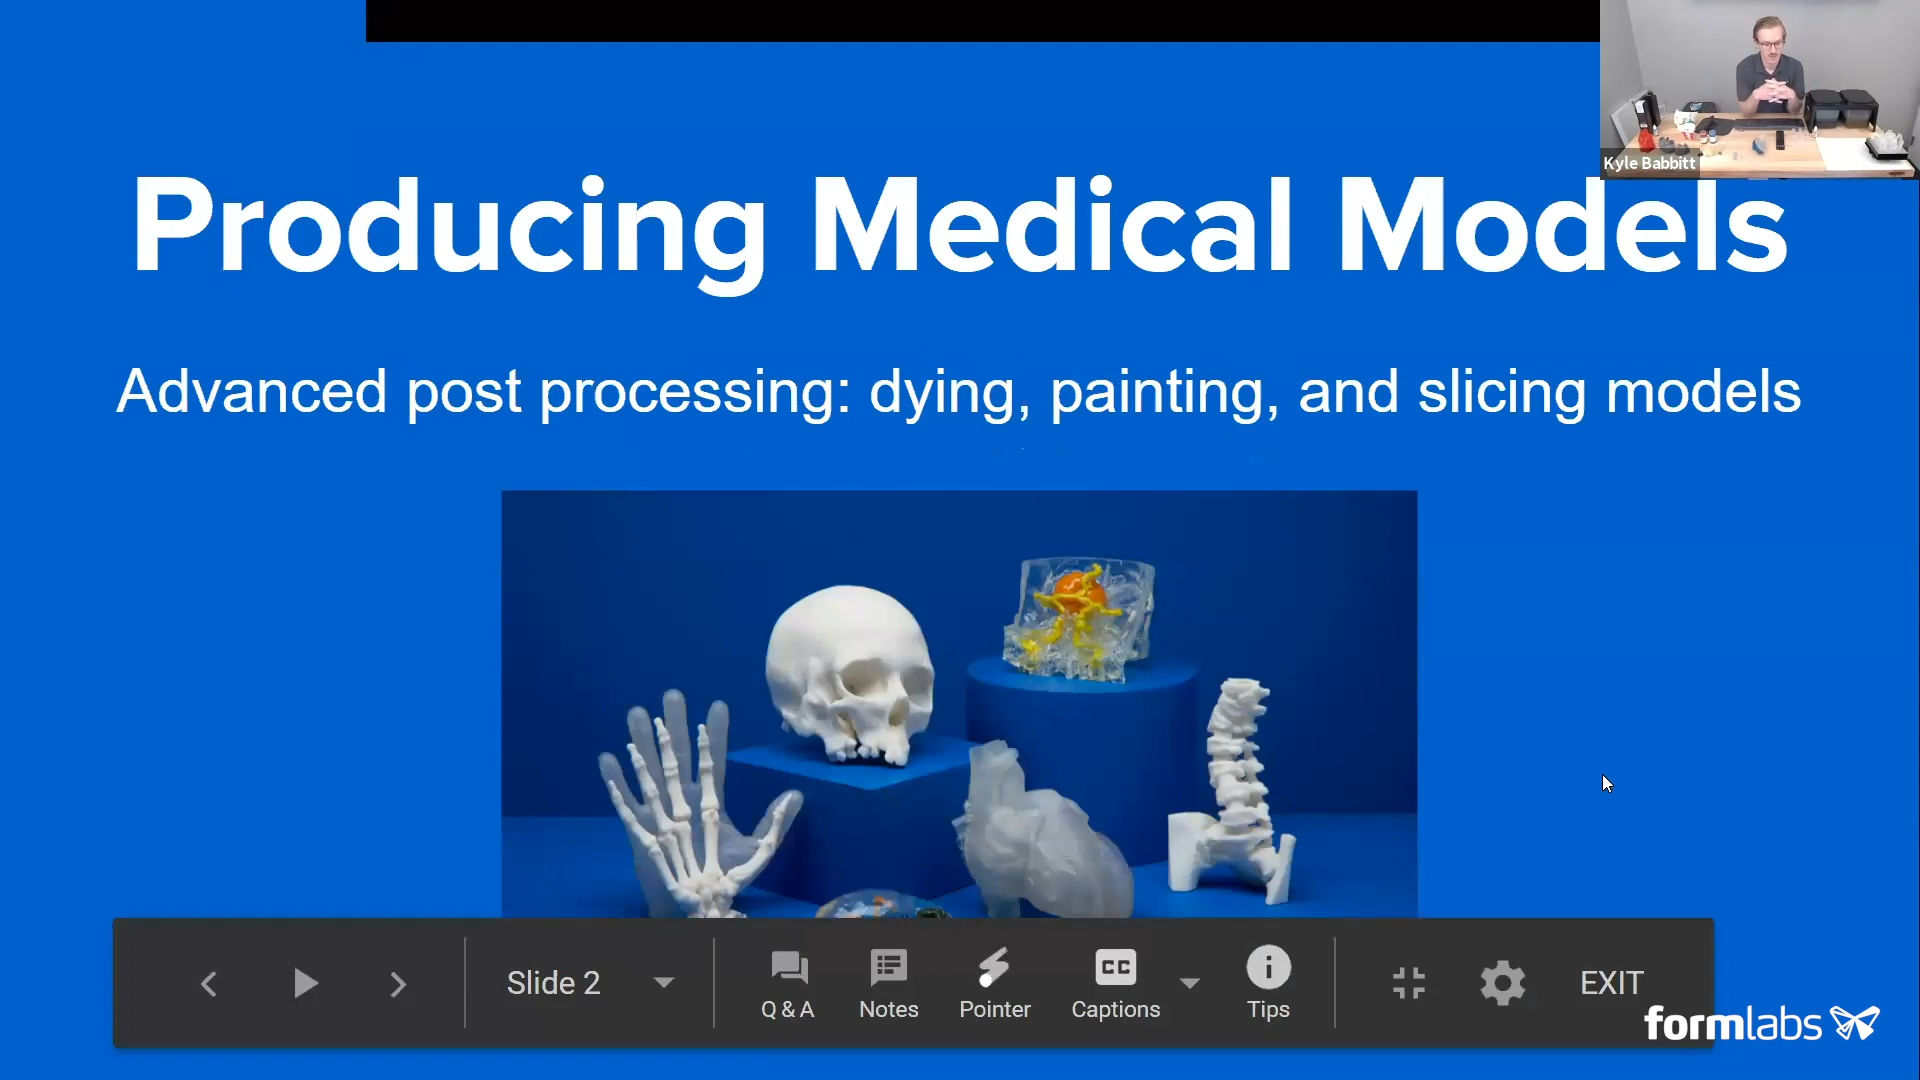 Kyle Babbitt
Producing Medical Models
Advanced post processing: dying, painting, and slicing models
Slide 2
Q & A
Notes
Pointer
CC
Captions
Tips
EXIT
formlabs